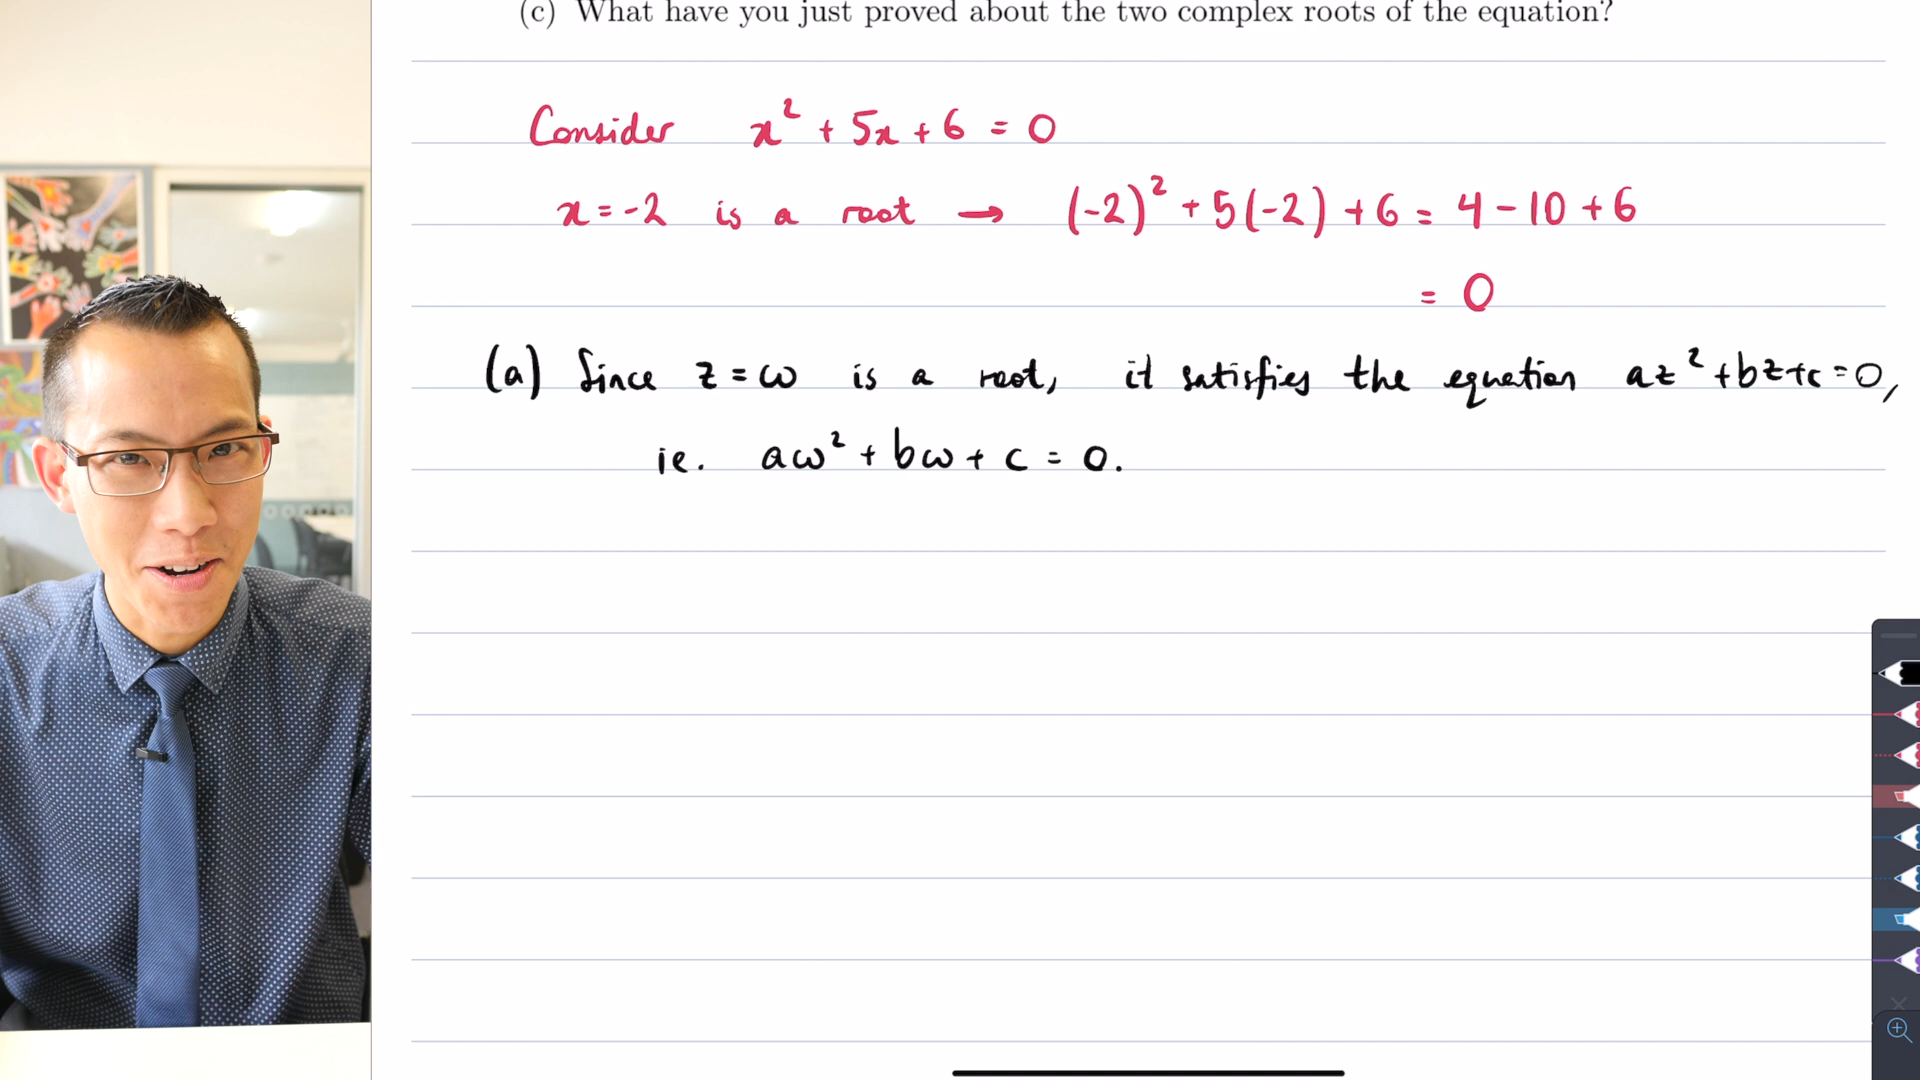 (c) What have you just proved about the two complex roots of the equation?
Consider x² + 5x + 6 = 0
x = -2 is a root → (-2)² + 5(-2) + 6 = 4 - 10 + 6
= 0
(a) Since z = ω is a root, it satisfies the equation az² + bz + c = 0,
ie. aω² + bω + c = 0.